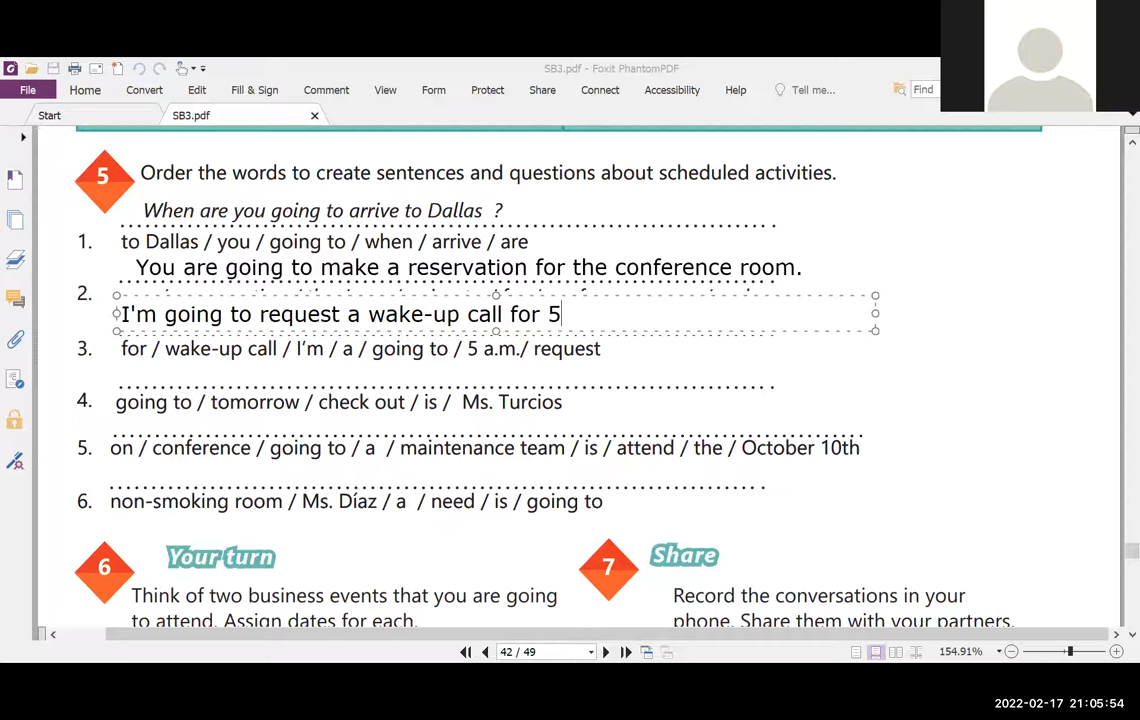 SB3.pdf - Foxit PhantomPDF
File Home Convert Edit Fill & Sign Comment View Form Protect Share Connect Accessibility Help Tell me... Find
Start SB3.pdf
5 Order the words to create sentences and questions about scheduled activities.
When are you going to arrive to Dallas ?
1. to Dallas / you / going to / when / arrive / are
You are going to make a reservation for the conference room.
2.
I'm going to request a wake-up call for 5
3. for / wake-up call / I'm / a / going to / 5 a.m./ request
4. going to / tomorrow / check out / is / Ms. Turcios
5. on / conference / going to / a / maintenance team / is / attend / the / October 10th
6. non-smoking room / Ms. Díaz / a / need / is / going to
6 Your turn
Think of two business events that you are going
to attend. Assign dates for each.
7 Share
Record the conversations in your
phone. Share them with your partners.
42 / 49 154.91%
2022-02-17 21:05:54